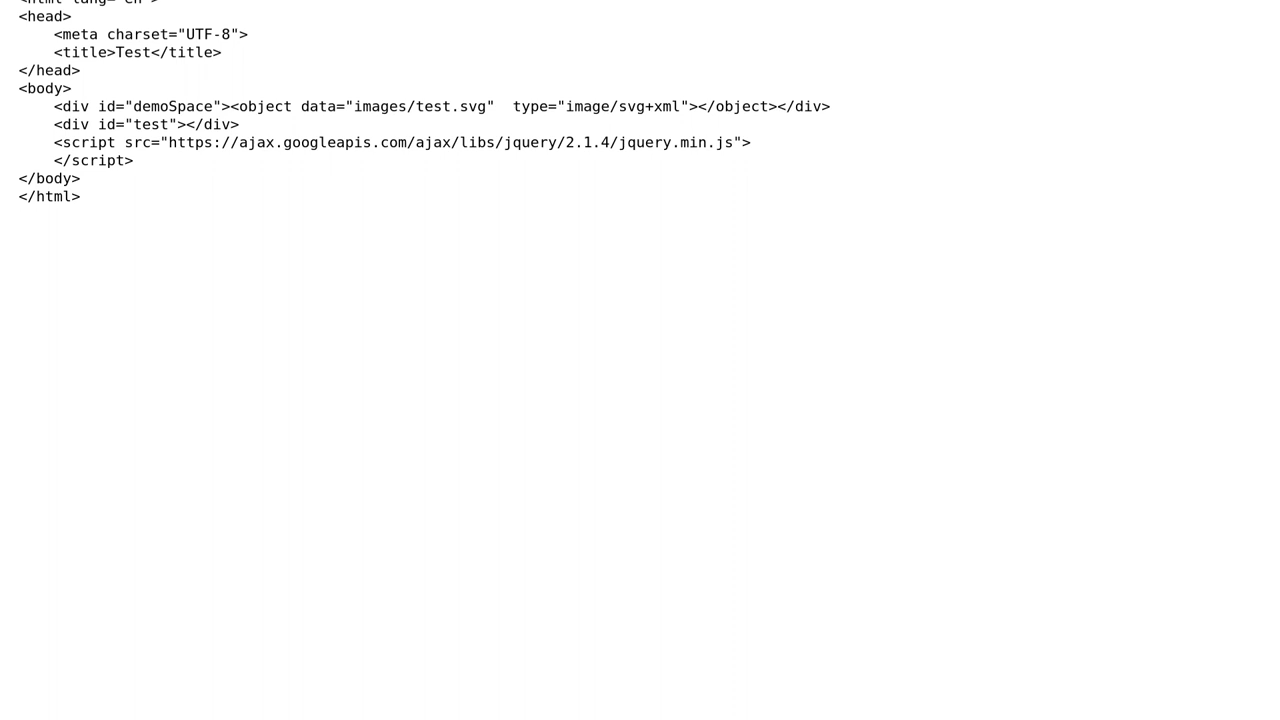 <head>
    <meta charset="UTF-8">
    <title>Test</title>
</head>
<body>
    <div id="demoSpace"><object data="images/test.svg"  type="image/svg+xml"></object></div>
    <div id="test"></div>
    <script src="https://ajax.googleapis.com/ajax/libs/jquery/2.1.4/jquery.min.js">
    </script>
</body>
</html>